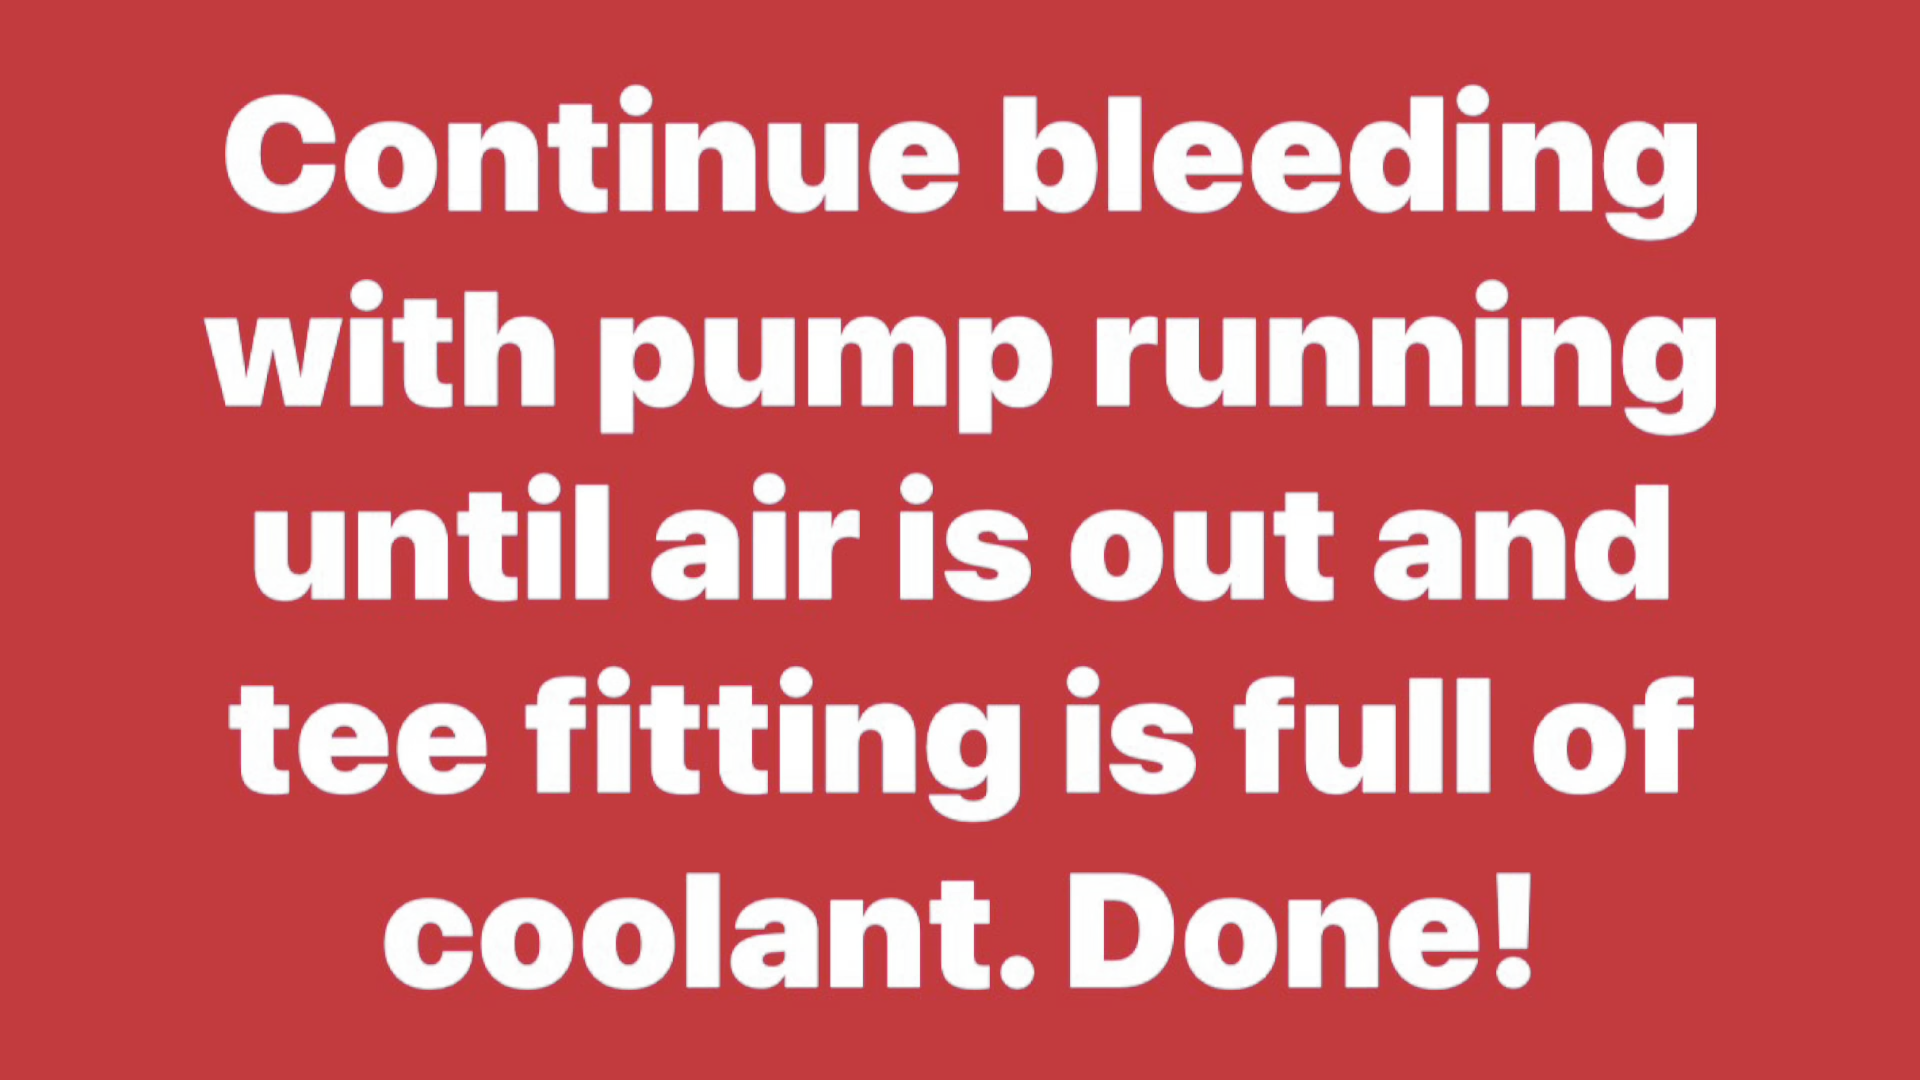 Continue bleeding
with pump running
until air is out and
tee fitting is full of
coolant. Done!